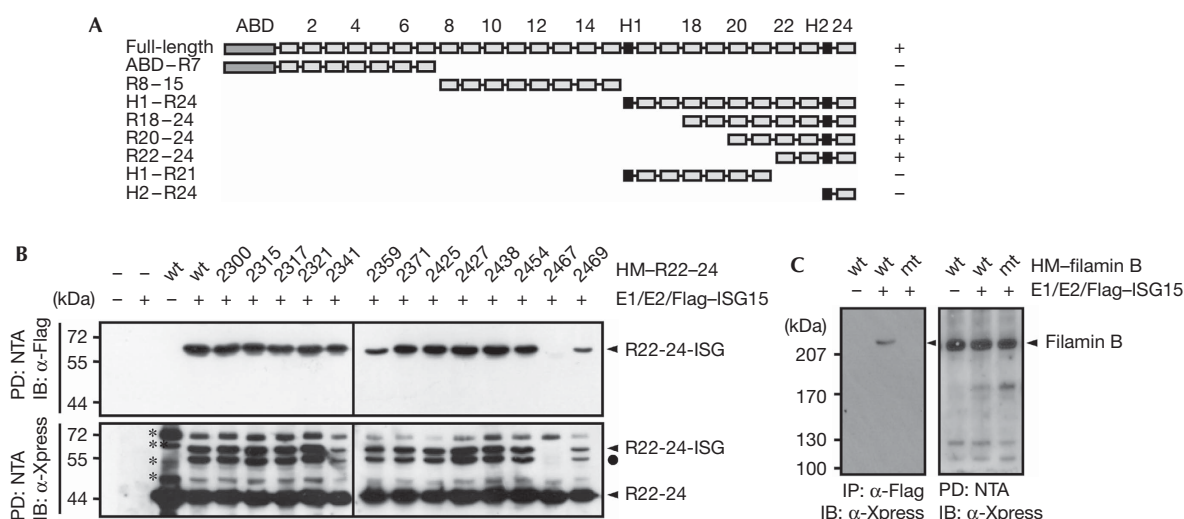 A
ABD 2 4 6 8 10 12 14 H1 18 20 22 H2 24
Full-length +
ABD–R7 –
R8–15 –
H1–R24 +
R18–24 +
R20–24 +
R22–24 +
H1–R21 –
H2–R24 –
B
– – wt wt 2300 2315 2317 2321 2341 2359 2371 2425 2427 2438 2454 2467 2469 HM–R22–24
(kDa) – + – + + + + + + + + + + + + + + E1/E2/Flag–ISG15
PD: NTA
IB: α-Flag
72
55
44
R22-24-ISG
PD: NTA
IB: α-Xpress
72
55
44
*
*
*
*
R22-24-ISG
R22-24
C
wt wt mt wt wt mt HM–filamin B
– + + – + + E1/E2/Flag–ISG15
(kDa)
207
170
130
100
Filamin B
IP: α-Flag
IB: α-Xpress
PD: NTA
IB: α-Xpress